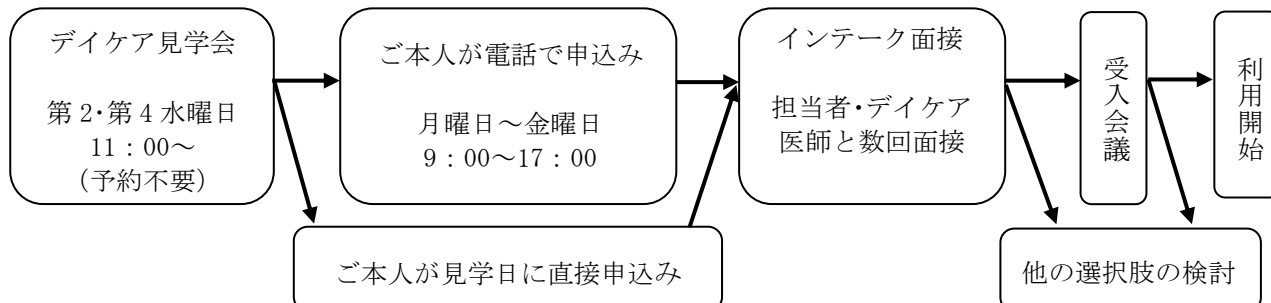 デイケア見学会
第2・第4水曜日
11：00～
(予約不要)
ご本人が電話で申込み
月曜日～金曜日
9：00～17：00
ご本人が見学日に直接申込み
インテーク面接
担当者・デイケア
医師と数回面接
受入会議
利用開始
他の選択肢の検討